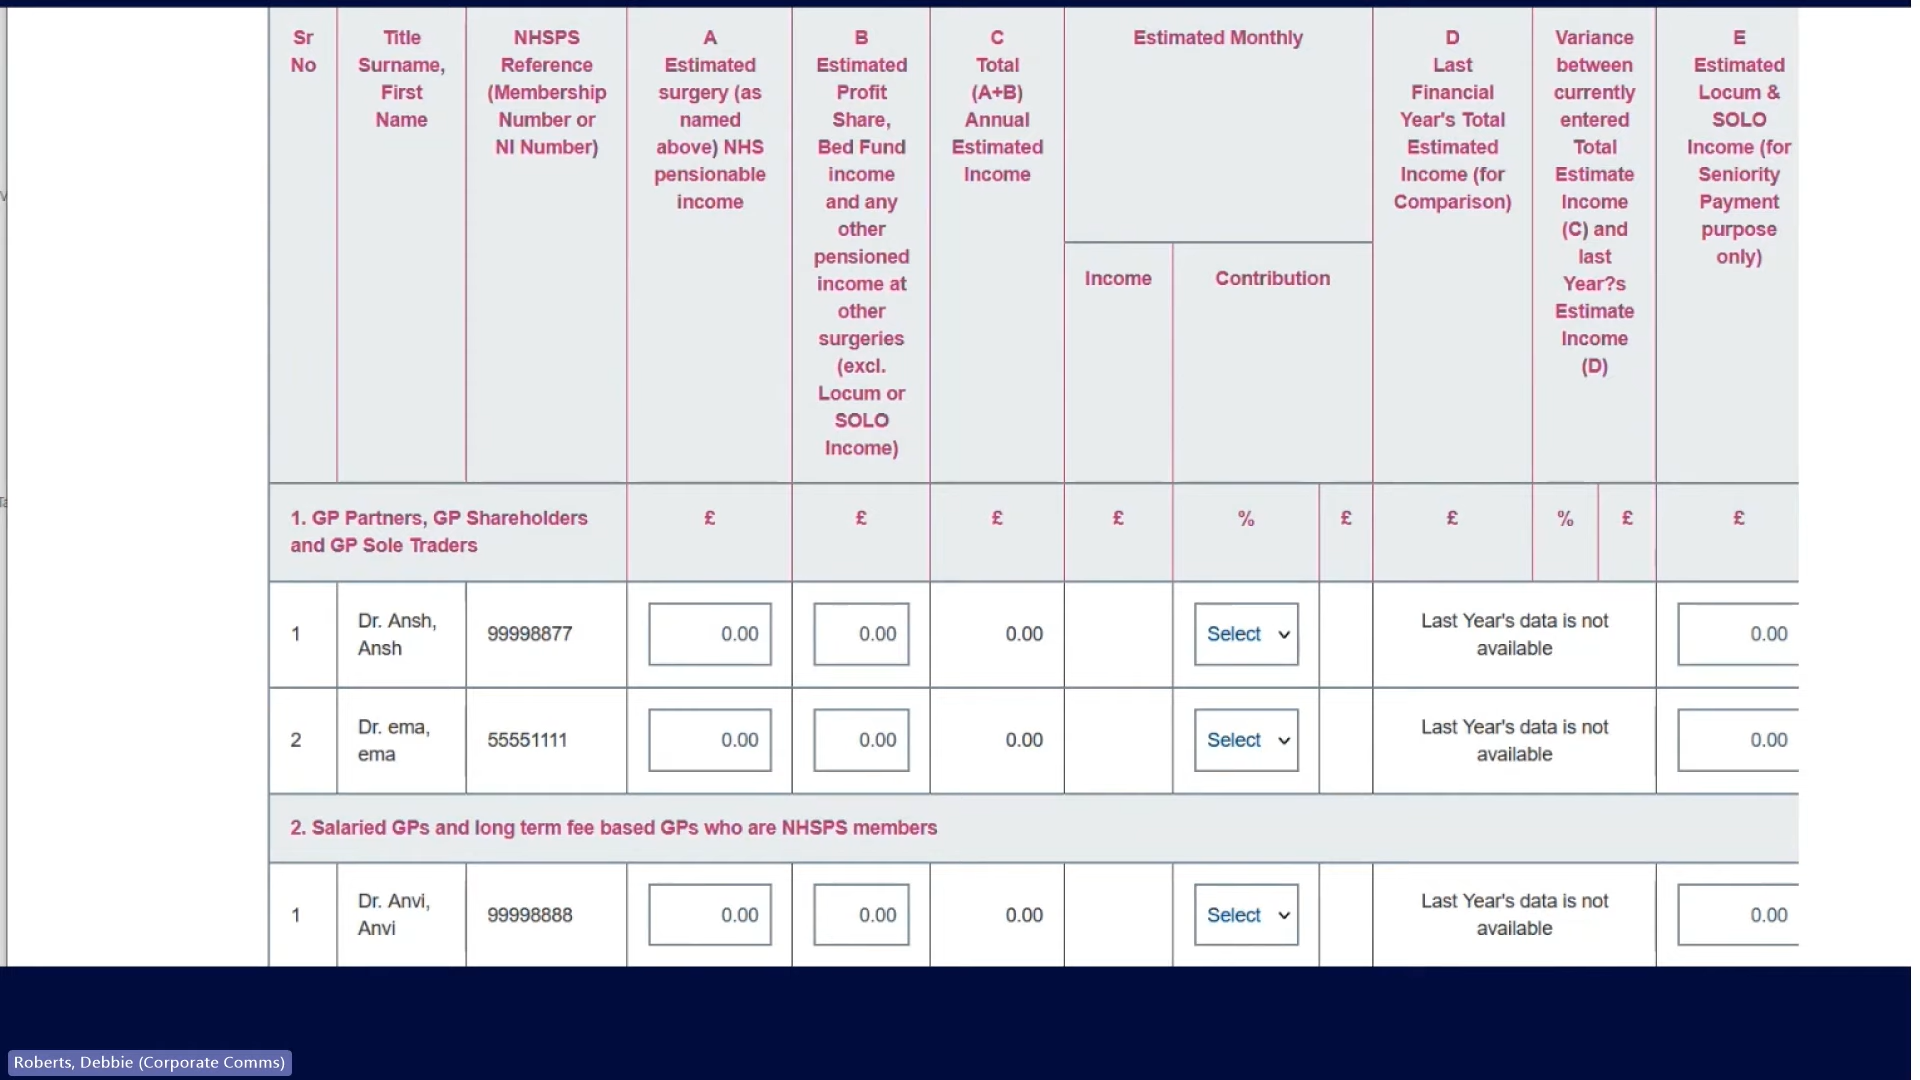 Sr
No
Title
Surname,
First
Name
NHSPS
Reference
(Membership
Number or
NI Number)
A
Estimated
surgery (as
named
above) NHS
pensionable
income
B
Estimated
Profit
Share,
Bed Fund
income
and any
other
pensioned
income at
other
surgeries
(excl.
Locum or
SOLO
Income)
C
Total
(A+B)
Annual
Estimated
Income
Estimated Monthly
Income
Contribution
D
Last
Financial
Year's Total
Estimated
Income (for
Comparison)
Variance
between
currently
entered
Total
Estimate
Income
(C) and
last
Year?s
Estimate
Income
(D)
E
Estimated
Locum &
SOLO
Income (for
Seniority
Payment
purpose
only)
1. GP Partners, GP Shareholders
and GP Sole Traders
£ £ £ £ % £ £ % £ £
1
Dr. Ansh,
Ansh
99998877
0.00
0.00
0.00
Select
Last Year's data is not
available
0.00
2
Dr. ema,
ema
55551111
0.00
0.00
0.00
Select
Last Year's data is not
available
0.00
2. Salaried GPs and long term fee based GPs who are NHSPS members
1
Dr. Anvi,
Anvi
99998888
0.00
0.00
0.00
Select
Last Year's data is not
available
0.00
Roberts, Debbie (Corporate Comms)